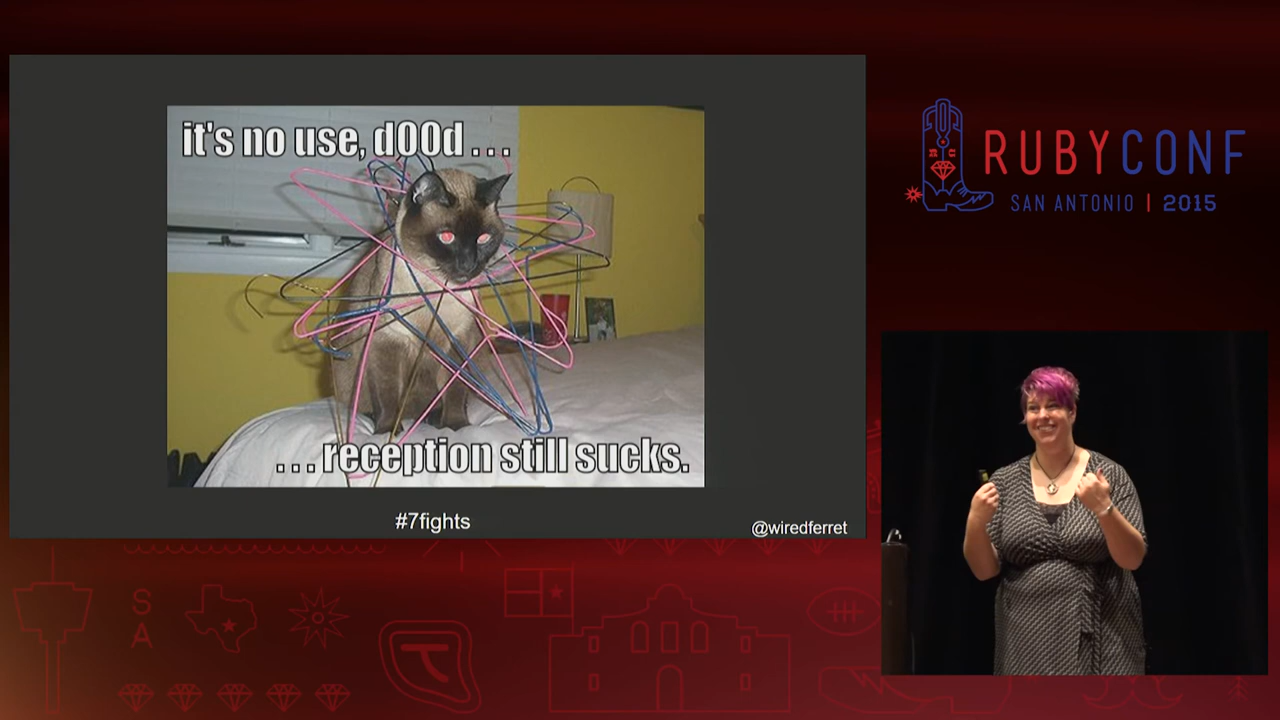 it's no use, d00d . . .
. . . reception still sucks.
#7fights
@wiredferret
RUBYCONF
SAN ANTONIO | 2015
S
A